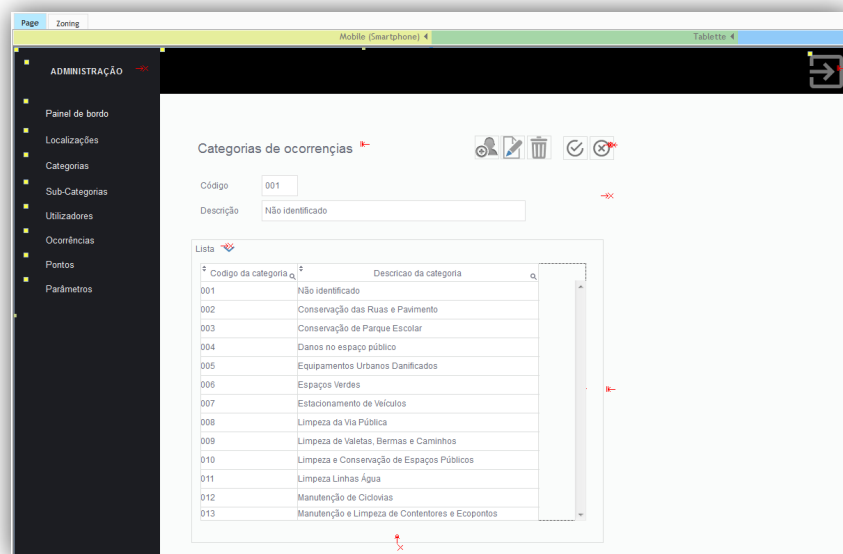 Page Zoning
Mobile (Smartphone) Tablette
ADMINISTRAÇÃO
Painel de bordo
Localizações
Categorias
Sub-Categorias
Utilizadores
Ocorrências
Pontos
Parâmetros
Categorias de ocorrençias
Código 001
Descrição Não identificado
Lista
Codigo da categoria Descricao da categoria
001 Não identificado
002 Conservação das Ruas e Pavimento
003 Conservação de Parque Escolar
004 Danos no espaço público
005 Equipamentos Urbanos Danificados
006 Espaços Verdes
007 Estacionamento de Veículos
008 Limpeza da Via Pública
009 Limpeza de Valetas, Bermas e Caminhos
010 Limpeza e Conservação de Espaços Públicos
011 Limpeza Linhas Água
012 Manutenção de Ciclovias
013 Manutenção e Limpeza de Contentores e Ecopontos